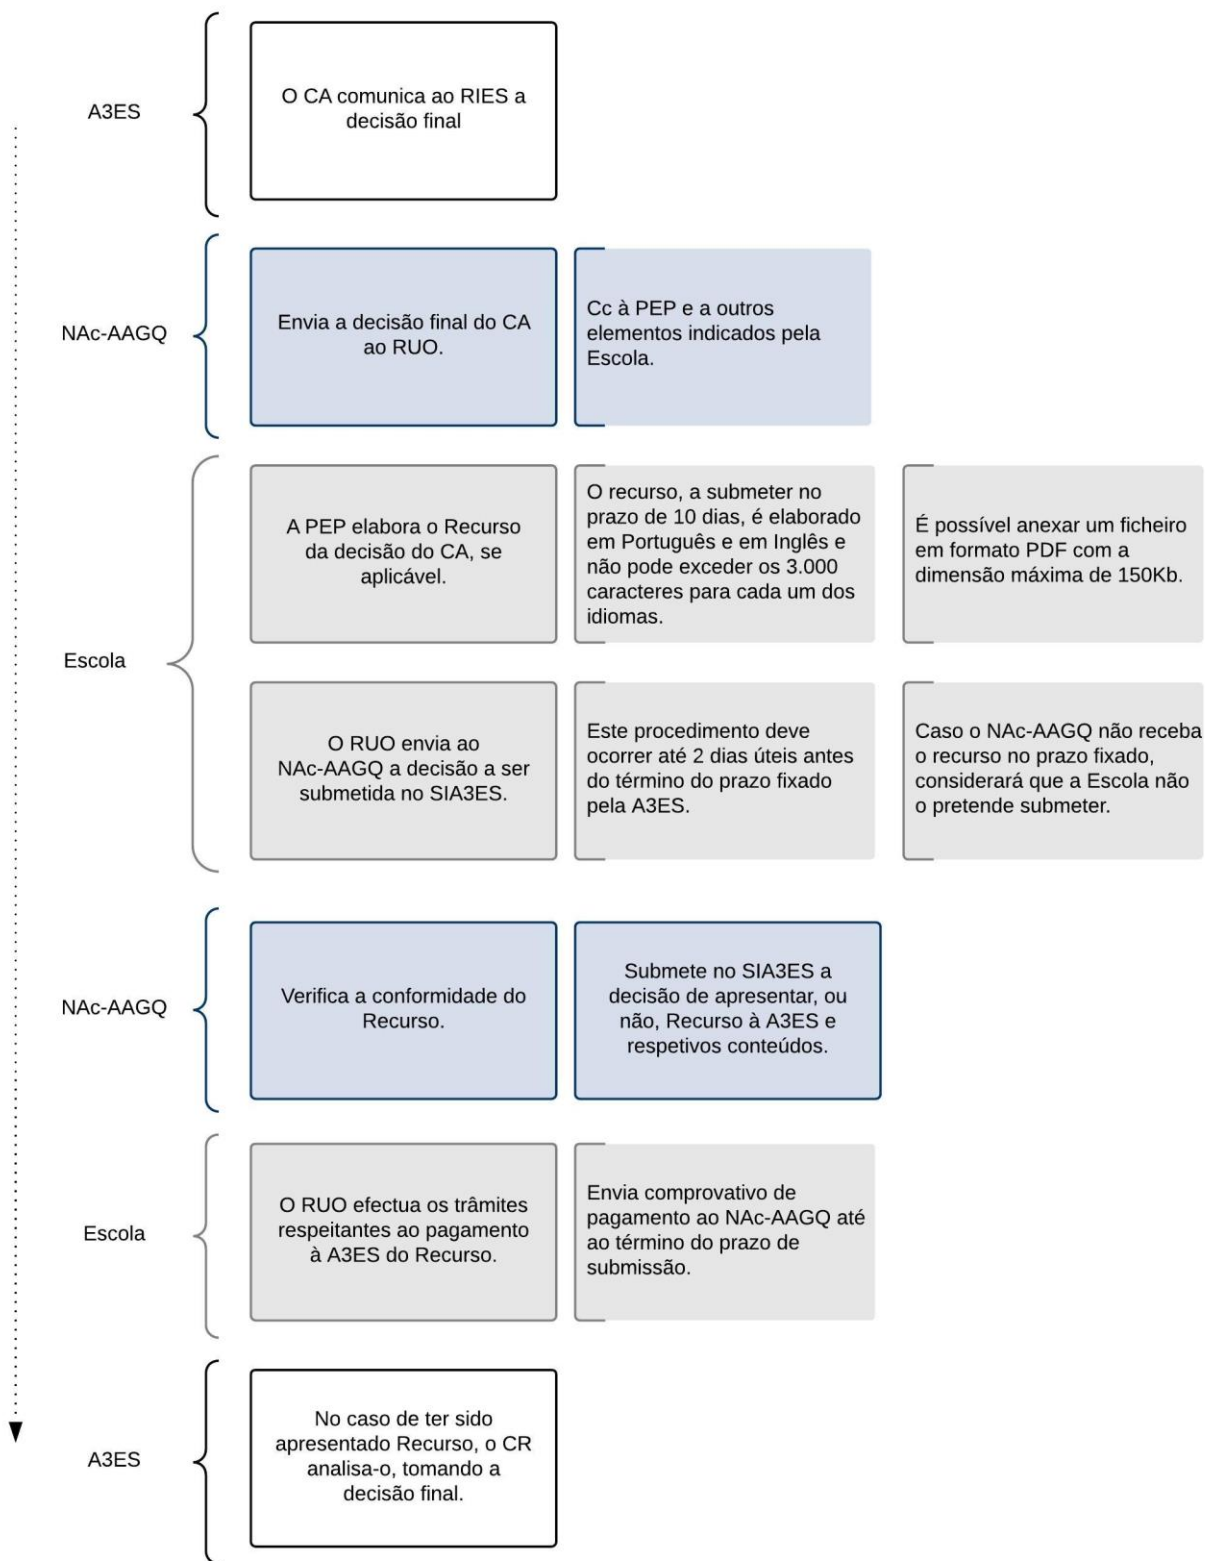 A3ES
O CA comunica ao RIES a
decisão final
NAc-AAGQ
Envia a decisão final do CA
ao RUO.
Cc à PEP e a outros
elementos indicados pela
Escola.
Escola
A PEP elabora o Recurso
da decisão do CA, se
aplicável.
O recurso, a submeter no
prazo de 10 dias, é elaborado
em Português e em Inglês e
não pode exceder os 3.000
caracteres para cada um dos
idiomas.
É possível anexar um ficheiro
em formato PDF com a
dimensão máxima de 150Kb.
O RUO envia ao
NAc-AAGQ a decisão a ser
submetida no SIA3ES.
Este procedimento deve
ocorrer até 2 dias úteis antes
do término do prazo fixado
pela A3ES.
Caso o NAc-AAGQ não receba
o recurso no prazo fixado,
considerará que a Escola não
o pretende submeter.
NAc-AAGQ
Verifica a conformidade do
Recurso.
Submete no SIA3ES a
decisão de apresentar, ou
não, Recurso à A3ES e
respetivos conteúdos.
Escola
O RUO efectua os trâmites
respeitantes ao pagamento
à A3ES do Recurso.
Envia comprovativo de
pagamento ao NAc-AAGQ até
ao término do prazo de
submissão.
A3ES
No caso de ter sido
apresentado Recurso, o CR
analisa-o, tomando a
decisão final.